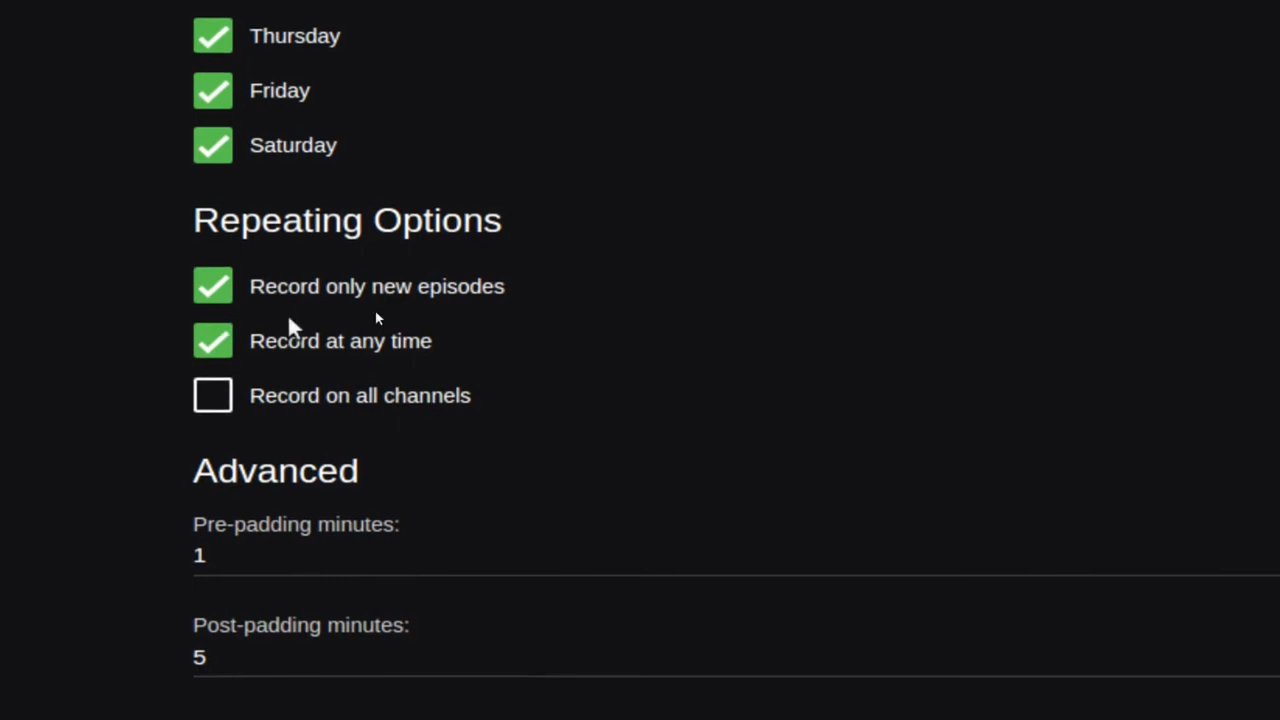 Thursday
Friday
Saturday
Repeating Options
Record only new episodes
Record at any time
Record on all channels
Advanced
Pre-padding minutes:
1
Post-padding minutes:
5